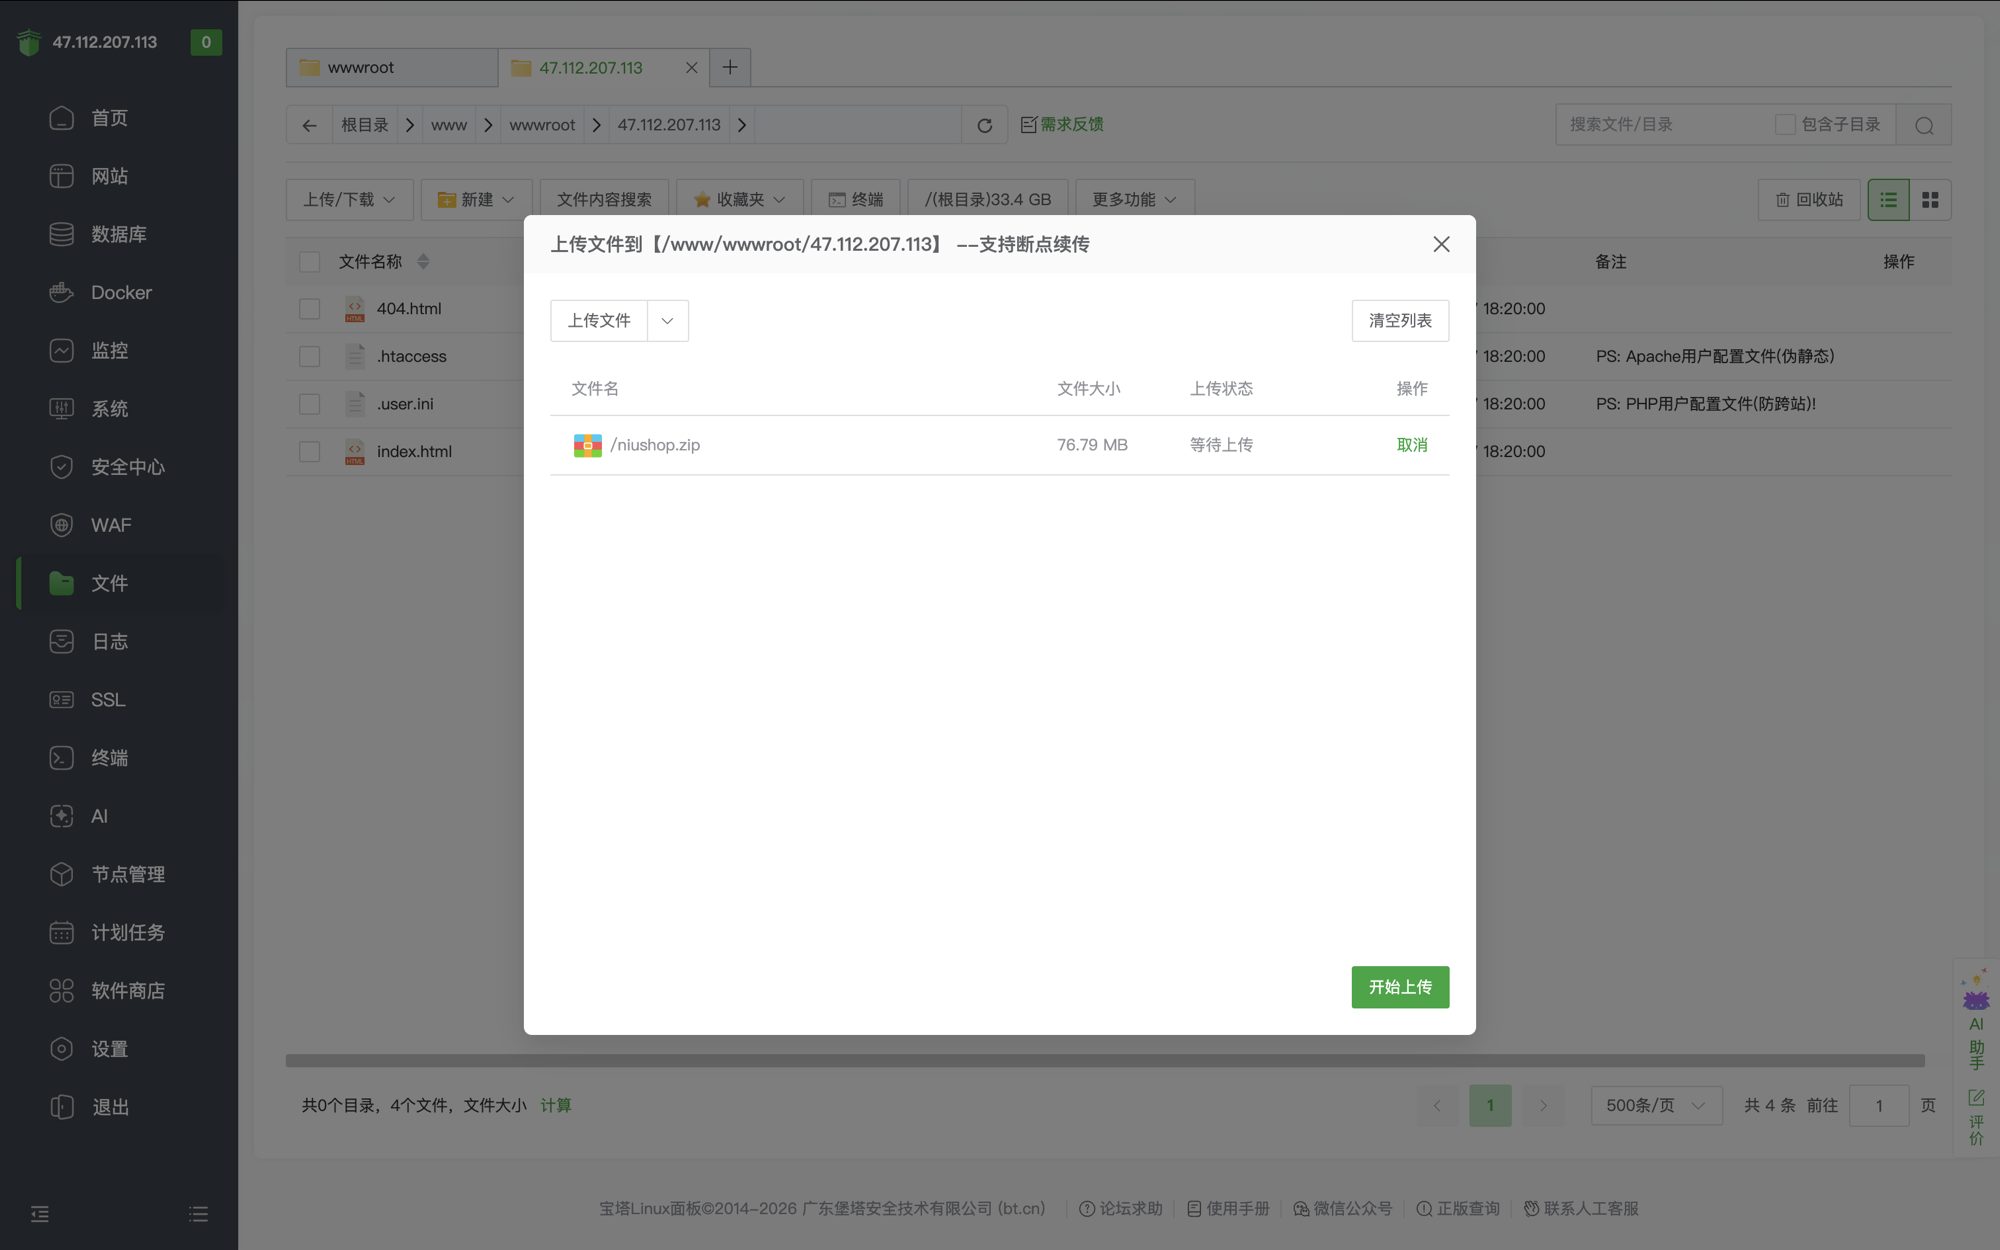 47.112.207.113 0
首页
网站
数据库
Docker
监控
系统
安全中心
WAF
文件
日志
SSL
终端
AI
节点管理
计划任务
软件商店
设置
退出
wwwroot 47.112.207.113
根目录 www wwwroot 47.112.207.113 需求反馈 搜索文件/目录 包含子目录
上传/下载 新建 文件内容搜索 收藏夹 终端 /(根目录)33.4 GB 更多功能 回收站
文件名称 备注 操作
404.html 18:20:00
.htaccess 18:20:00 PS: Apache用户配置文件(伪静态)
.user.ini 18:20:00 PS: PHP用户配置文件(防跨站)!
index.html 18:20:00
上传文件到【/www/wwwroot/47.112.207.113】 --支持断点续传
上传文件 清空列表
文件名 文件大小 上传状态 操作
/niushop.zip 76.79 MB 等待上传 取消
开始上传
共0个目录，4个文件，文件大小 计算 1 500条/页 共 4 条 前往 1 页
AI
助
手
评
价
宝塔Linux面板©2014-2026 广东堡塔安全技术有限公司 (bt.cn) 论坛求助 使用手册 微信公众号 正版查询 联系人工客服